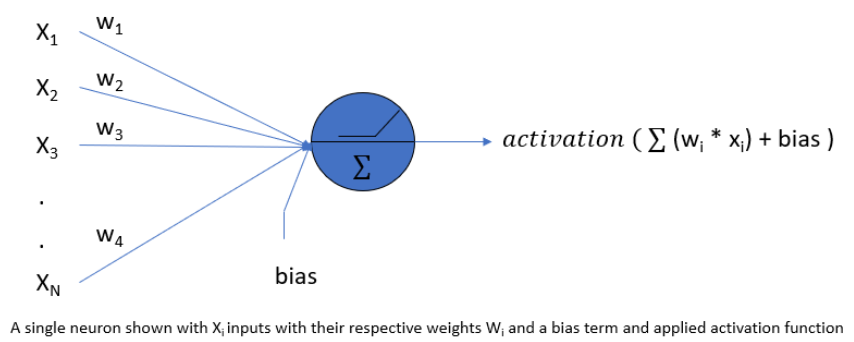 X₁
w₁
X₂
w₂
X₃
w₃
.
.
w₄
X_N
∑
bias
activation ( ∑ (wᵢ * xᵢ) + bias )
A single neuron shown with Xᵢ inputs with their respective weights Wᵢ and a bias term and applied activation function